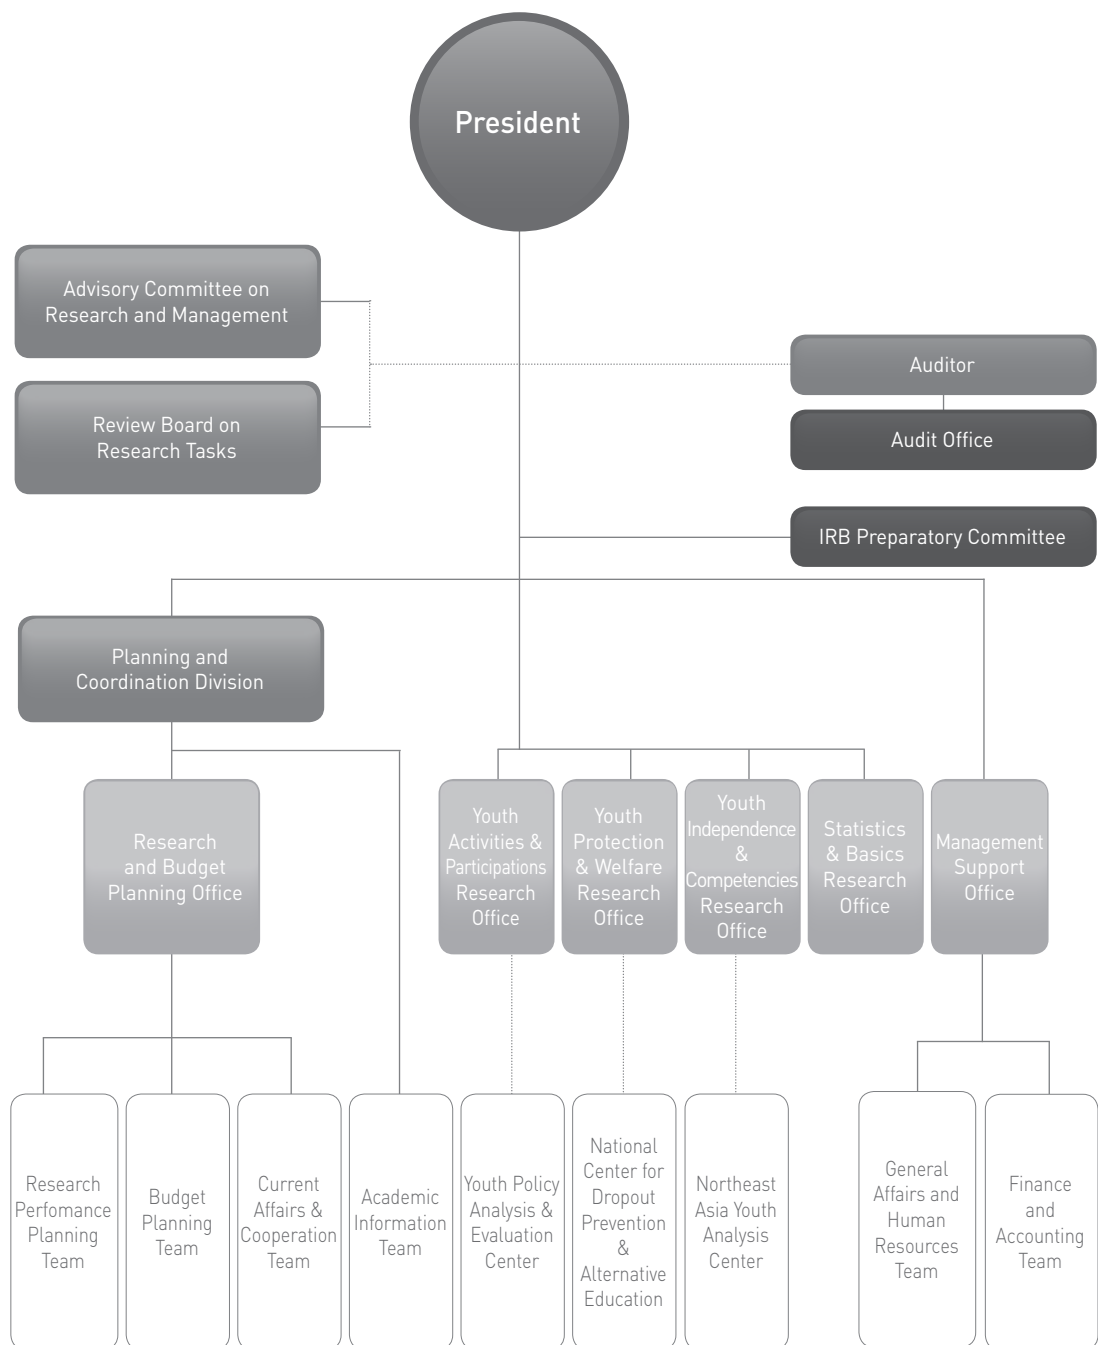 President
Advisory Committee on
Research and Management
Review Board on
Research Tasks
Auditor
Audit Office
IRB Preparatory Committee
Planning and
Coordination Division
Research
and Budget
Planning Office
Youth
Activities &
Participations
Research
Office
Youth
Protection
& Welfare
Research
Office
Youth
Independence
&
Competencies
Research
Office
Statistics
& Basics
Research
Office
Management
Support
Office
Research
Perfomance
Planning
Team
Budget
Planning
Team
Current
Affairs &
Cooperation
Team
Academic
Information
Team
Youth Policy
Analysis &
Evaluation
Center
National
Center for
Dropout
Prevention
&
Alternative
Education
Northeast
Asia Youth
Analysis
Center
General
Affairs and
Human
Resources
Team
Finance
and
Accounting
Team